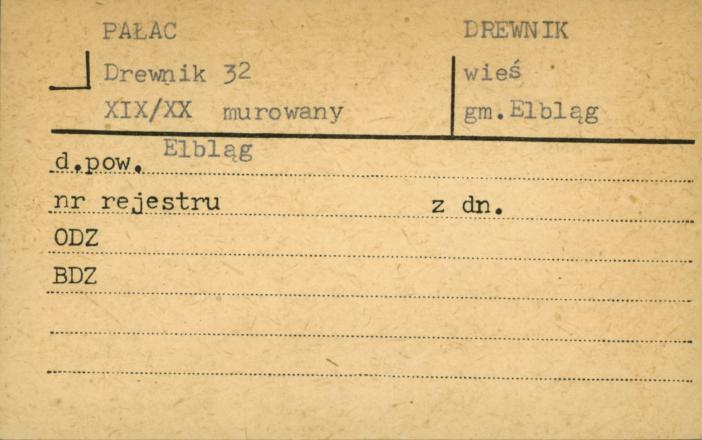 PAŁAC DREWNIK
Drewnik 32 wieś
XIX/XX murowany gm. Elbląg
d.pow. Elbląg
nr rejestru z dn.
ODZ
BDZ